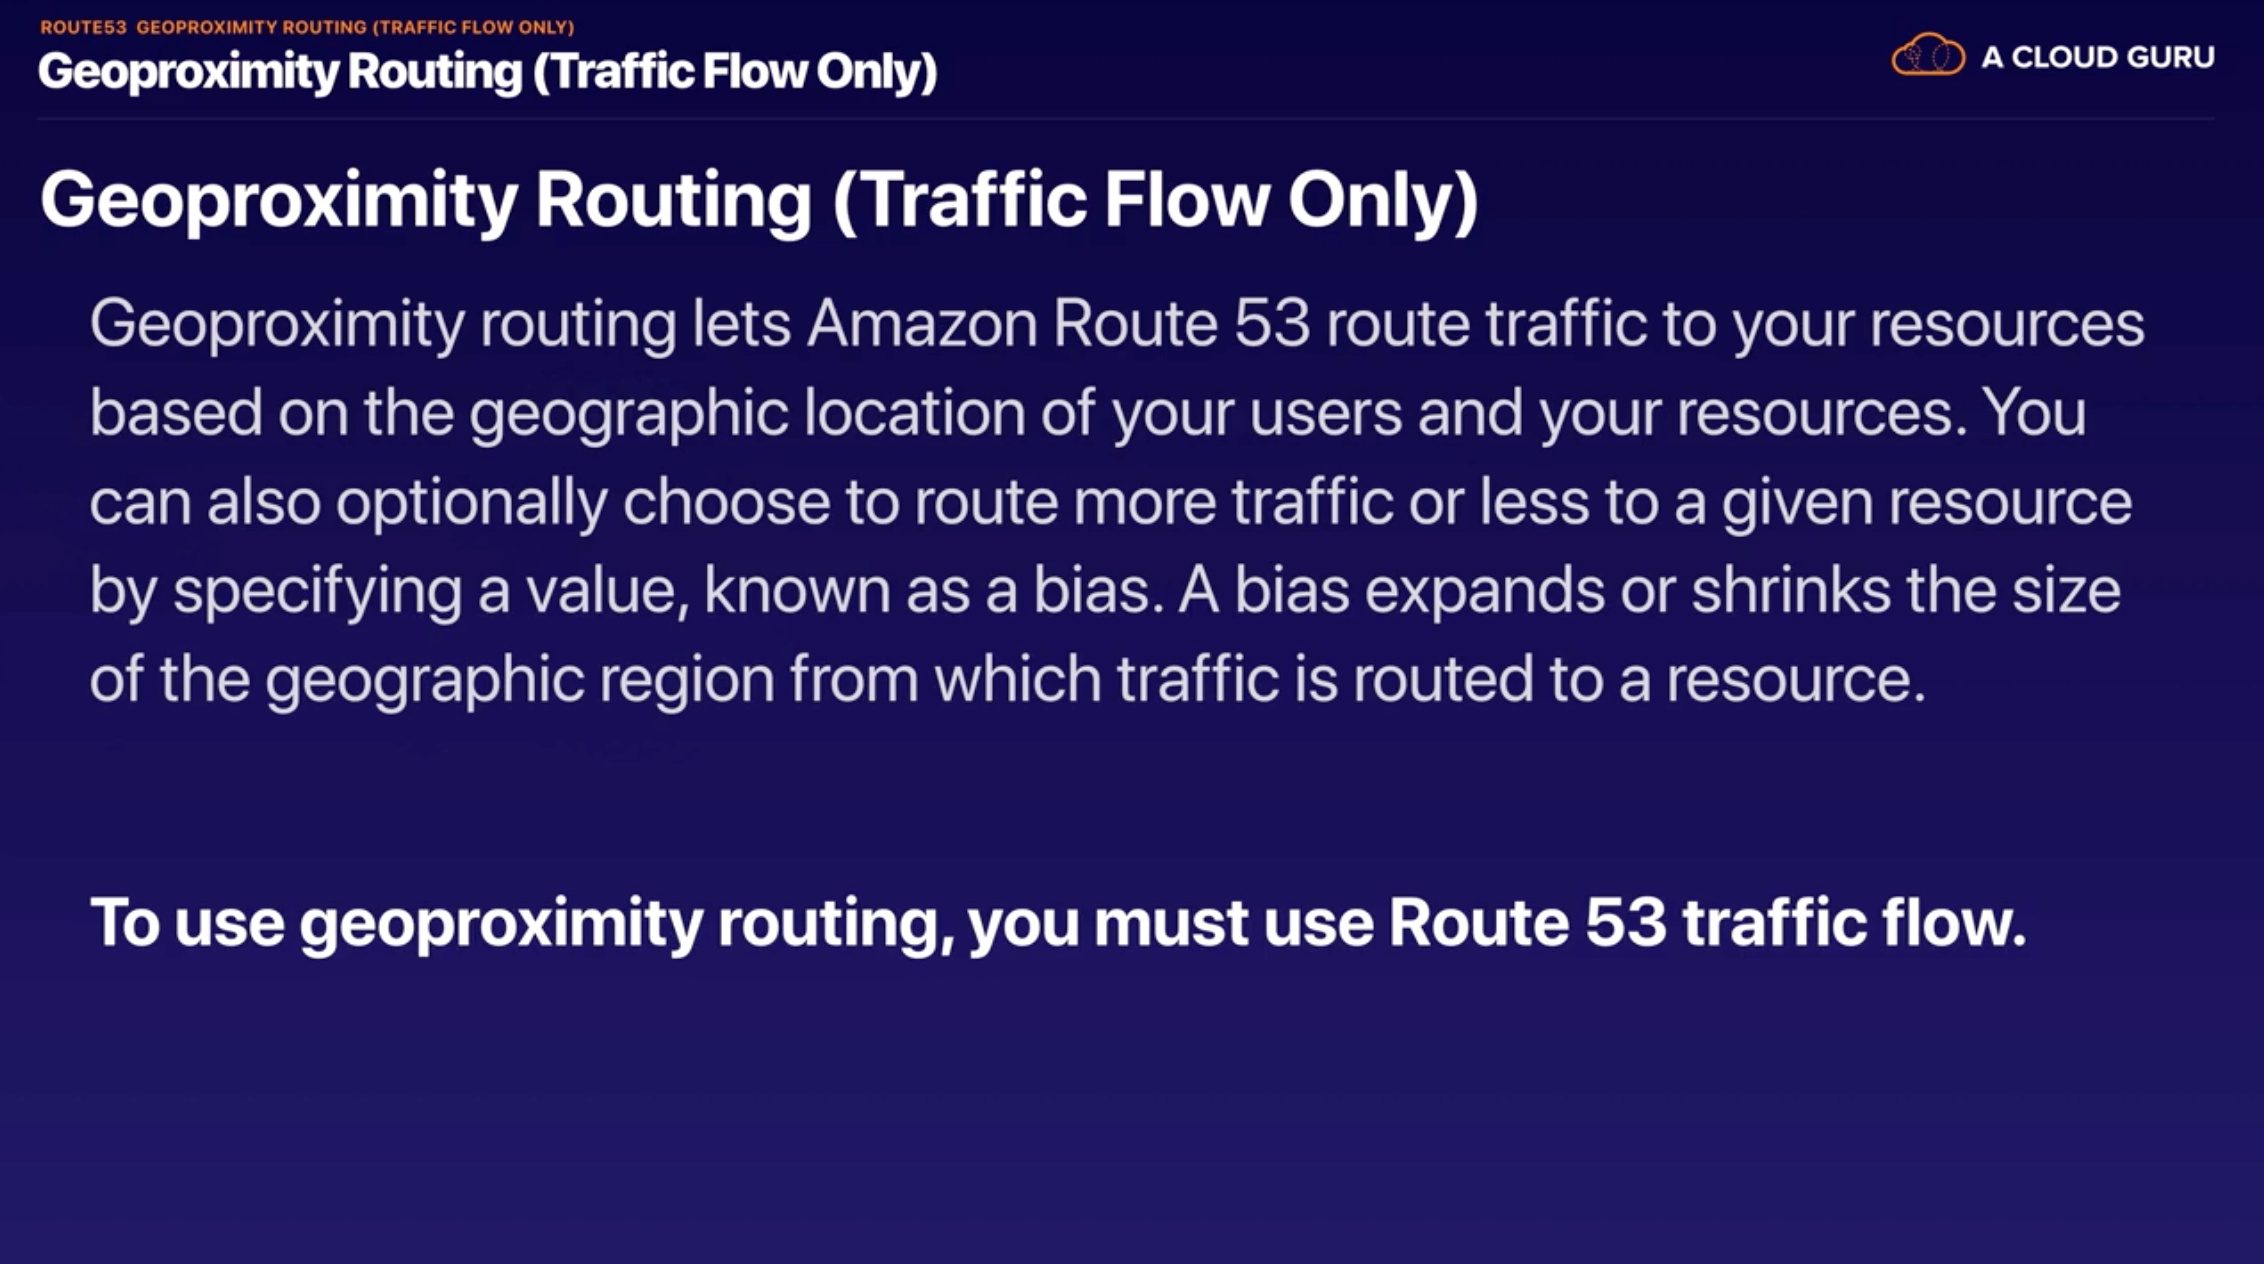 ROUTE53 GEOPROXIMITY ROUTING (TRAFFIC FLOW ONLY)
Geoproximity Routing (Traffic Flow Only)
A CLOUD GURU
Geoproximity Routing (Traffic Flow Only)
Geoproximity routing lets Amazon Route 53 route traffic to your resources
based on the geographic location of your users and your resources. You
can also optionally choose to route more traffic or less to a given resource
by specifying a value, known as a bias. A bias expands or shrinks the size
of the geographic region from which traffic is routed to a resource.
To use geoproximity routing, you must use Route 53 traffic flow.